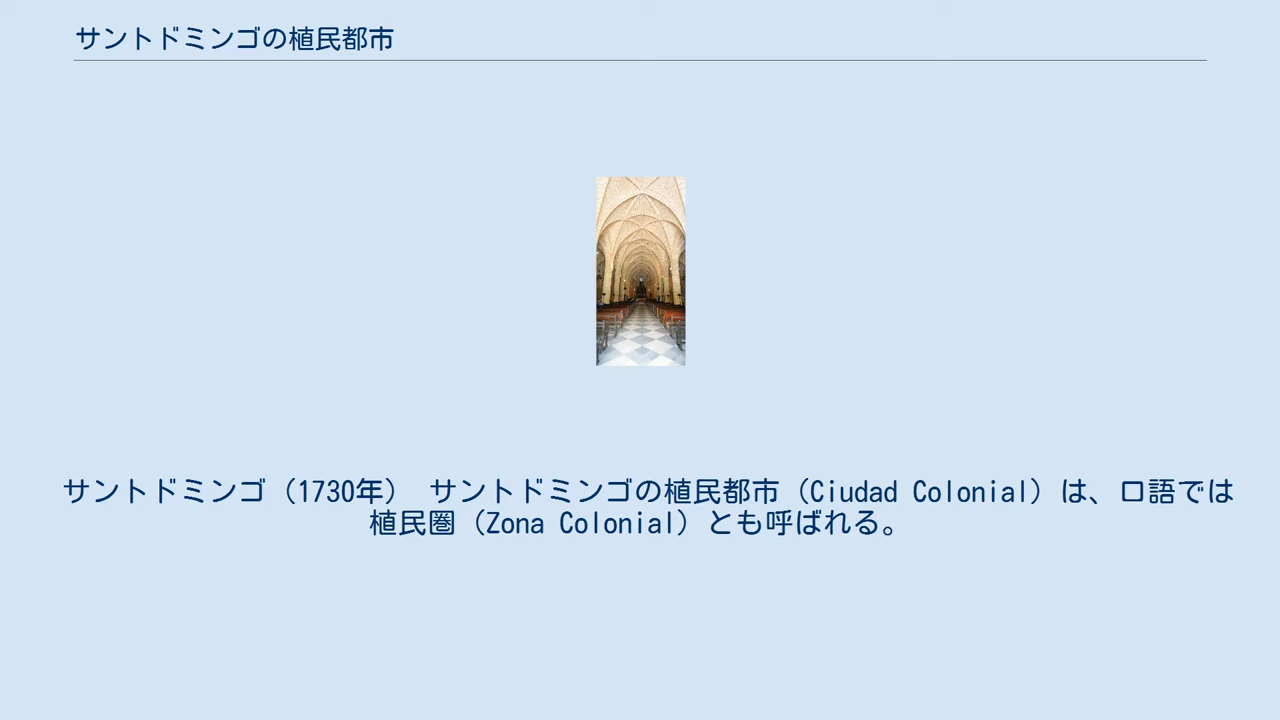 サントドミンゴの植民都市
サントドミンゴ（1730年） サントドミンゴの植民都市（Ciudad Colonial）は、口語では
植民圏（Zona Colonial）とも呼ばれる。